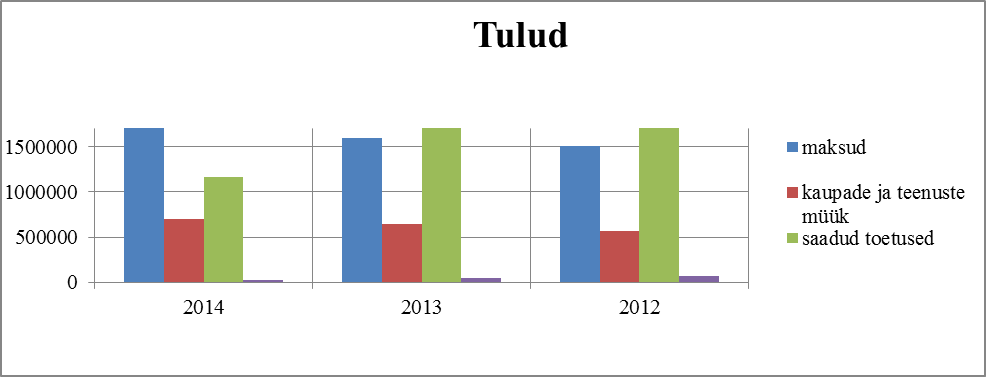 Tulud
1500000
1000000
500000
0
2014 2013 2012
maksud
kaupade ja teenuste
müük
saadud toetused